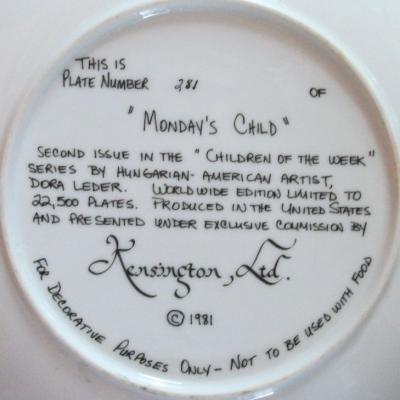 THIS IS
PLATE NUMBER 281 OF
"MONDAY'S CHILD"
SECOND ISSUE IN THE "CHILDREN OF THE WEEK"
SERIES BY HUNGARIAN-AMERICAN ARTIST,
DORA LEDER. WORLDWIDE EDITION LIMITED TO
22,500 PLATES. PRODUCED IN THE UNITED STATES
AND PRESENTED UNDER EXCLUSIVE COMMISSION BY
Kensington, Ltd.
© 1981
FOR DECORATIVE PURPOSES ONLY - NOT TO BE USED WITH FOOD